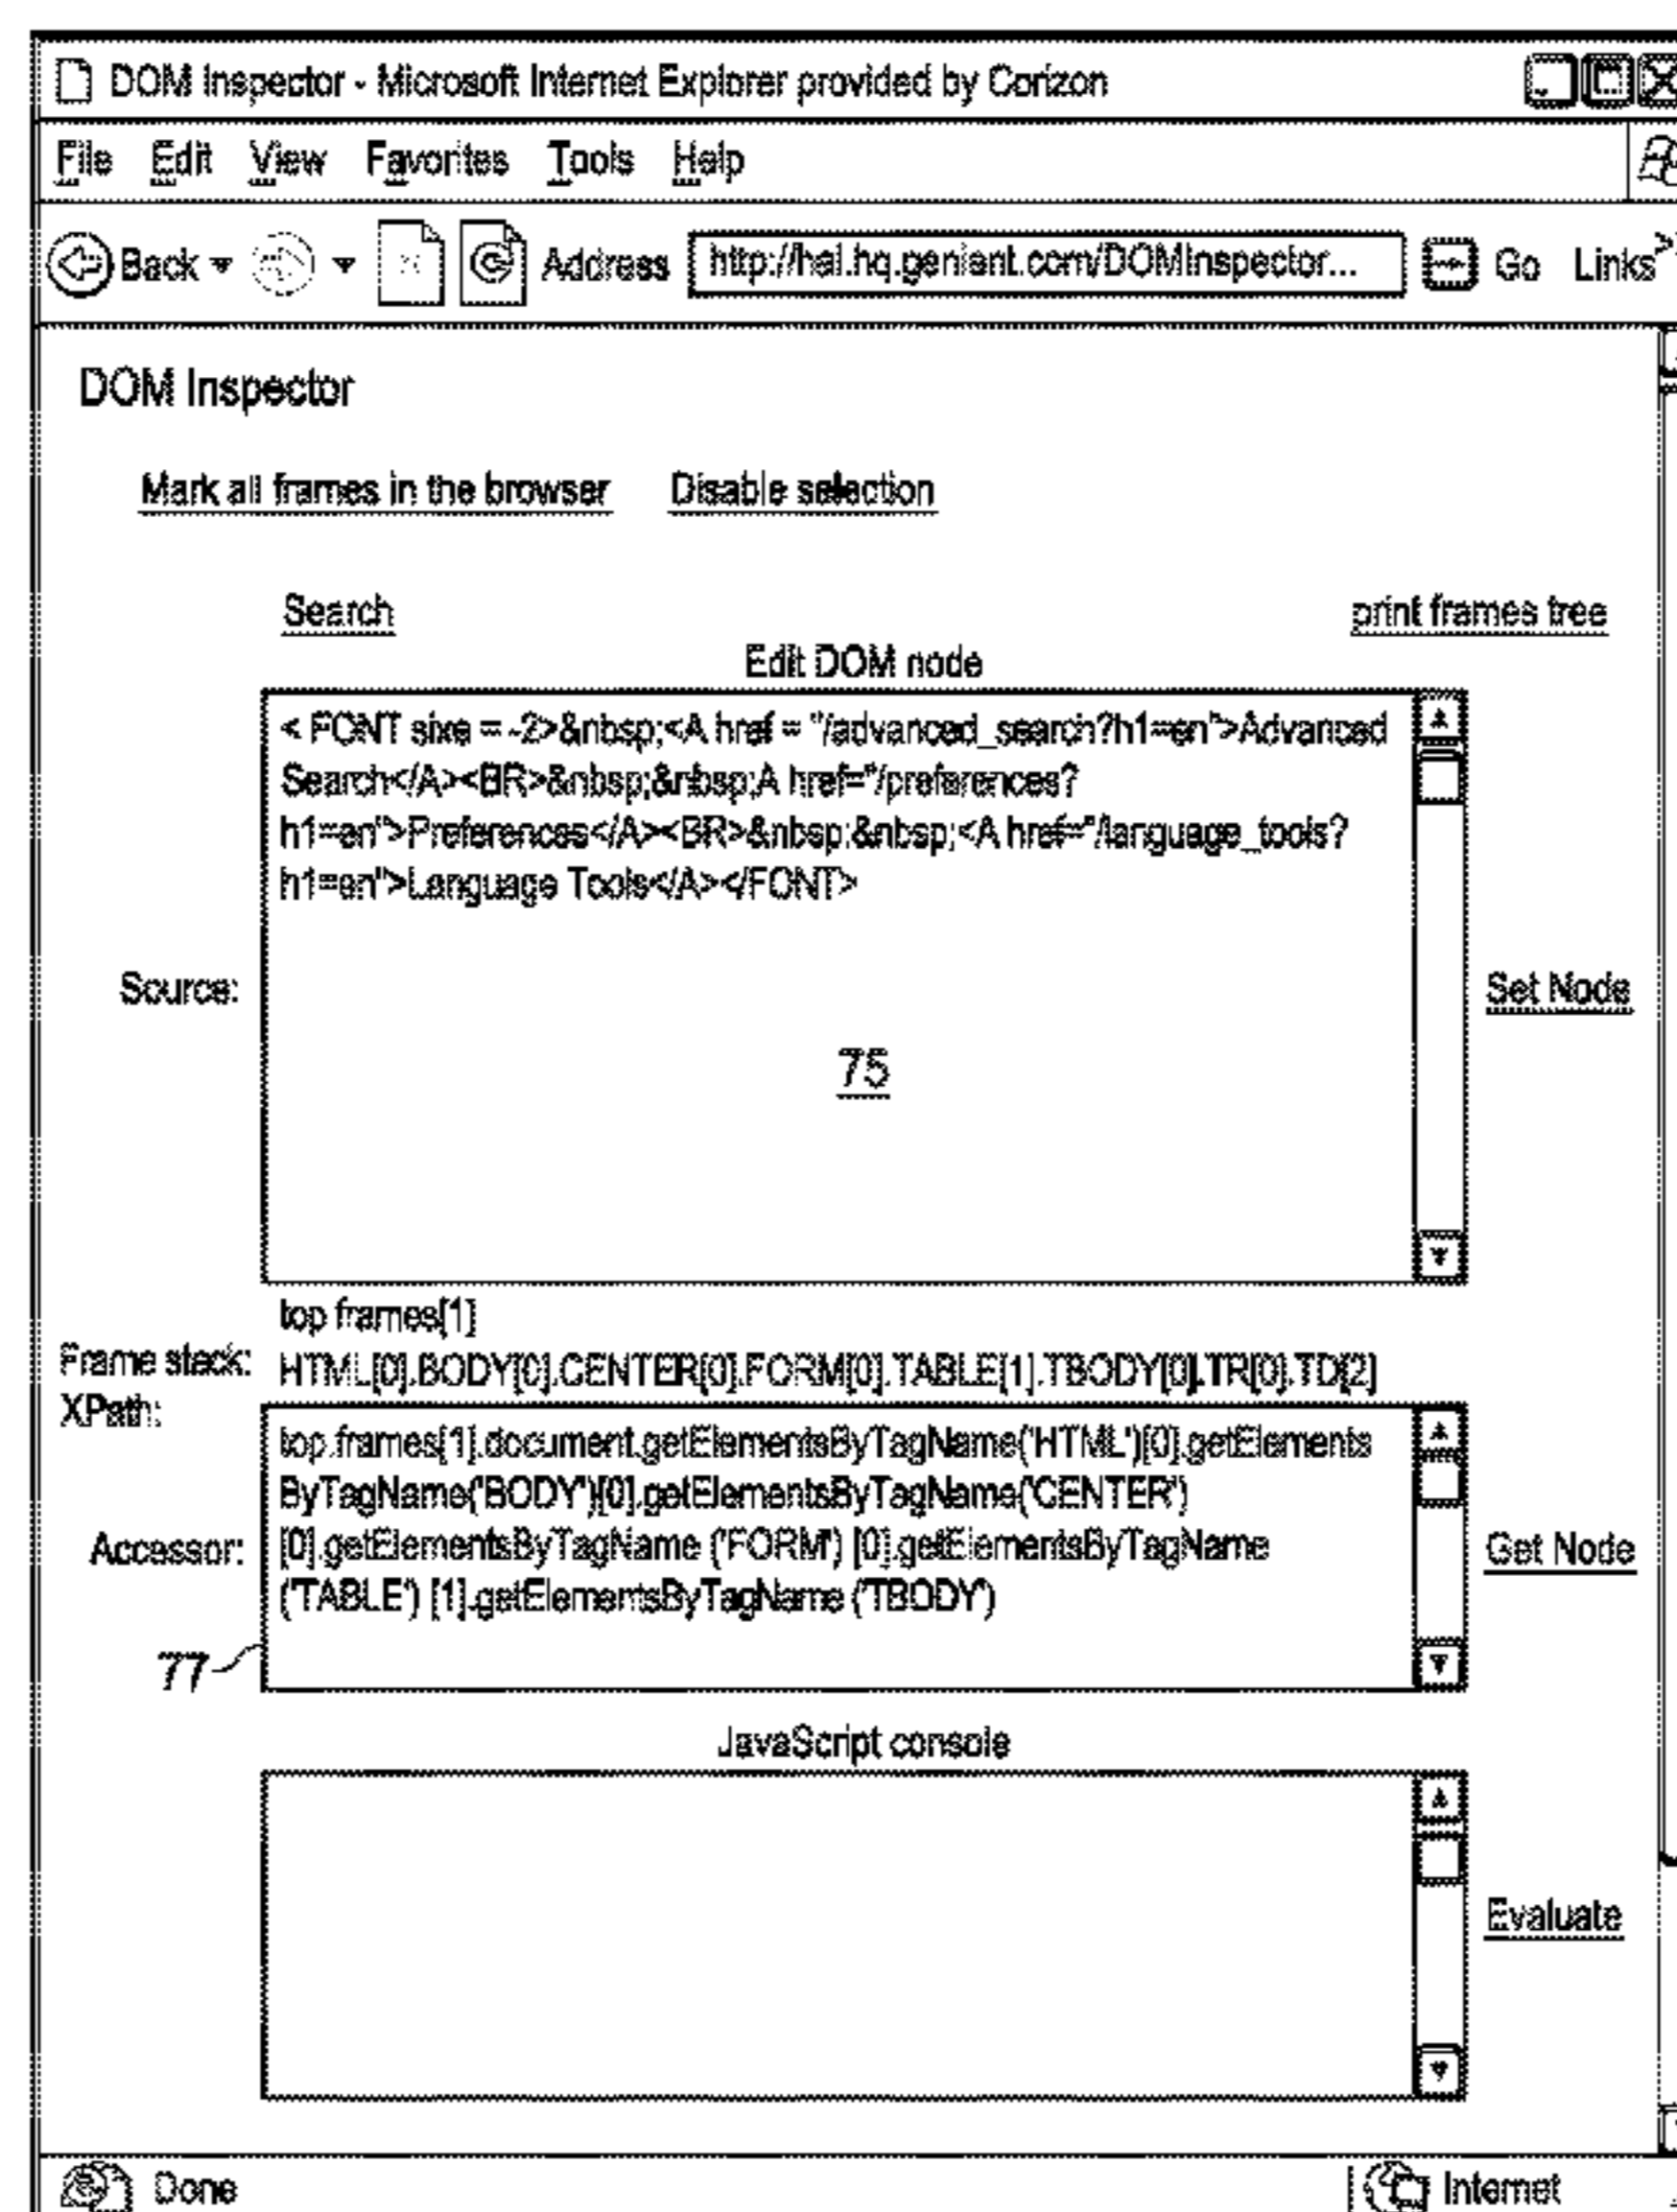 DOM Inspector - Microsoft Internet Explorer provided by Corizon
File Edit View Favorites Tools Help
Back Address http://hal.hq.geniant.com/DOMInspector... Go Links
DOM Inspector
Mark all frames in the browser Disable selection
Search print frames tree
Edit DOM node
< FONT sixe = -2>&nbsp;<A href = "/advanced_search?h1=en">Advanced
Search</A><BR>&nbsp;&nbsp;A href="/preferences?
h1=en">Preferences</A><BR>&nbsp;&nbsp;<A href="/language_tools?
h1=en">Language Tools</A></FONT>
Source: Set Node
75
top frames[1]
Frame stack: HTML[0].BODY[0].CENTER[0].FORM[0].TABLE[1].TBODY[0].TR[0].TD[2]
XPath:
top.frames[1].document.getElementsByTagName('HTML')[0].getElements
ByTagName('BODY')[0].getElementsByTagName('CENTER')
Accessor: [0].getElementsByTagName ('FORM') [0].getElementsByTagName Get Node
('TABLE') [1].getElementsByTagName ('TBODY')
77
JavaScript console
Evaluate
Done Internet